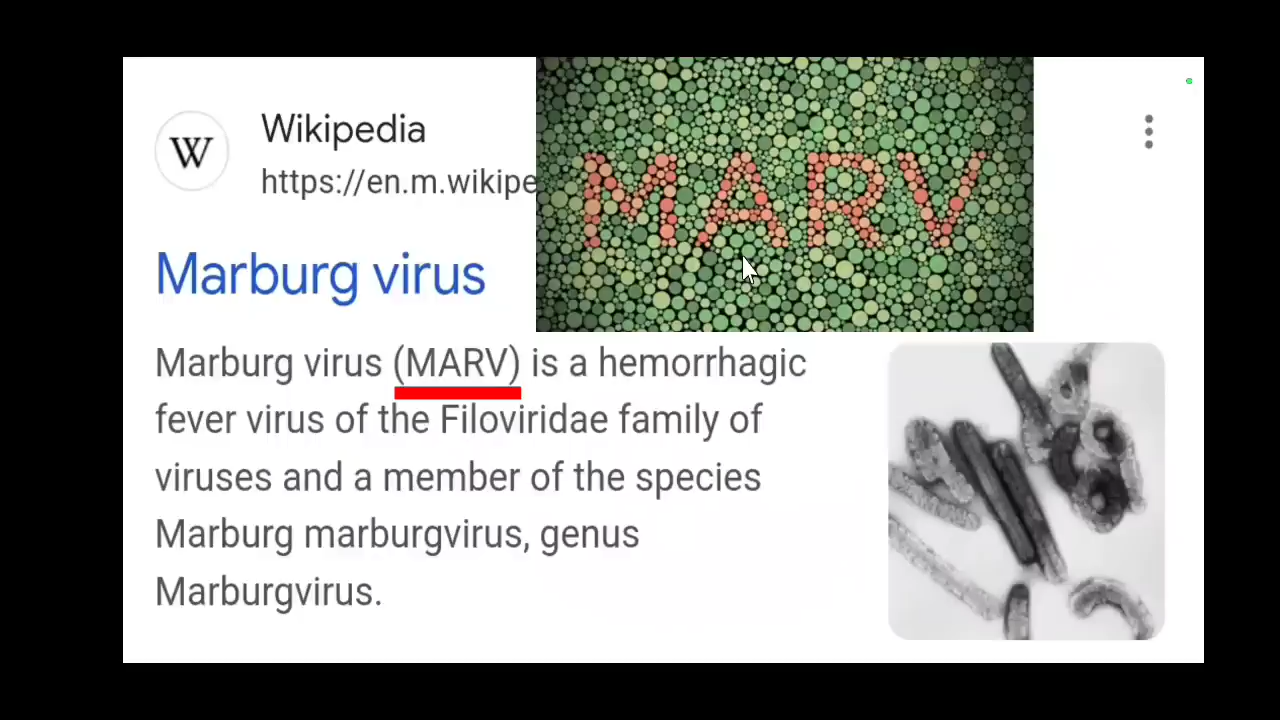 W
Wikipedia
https://en.m.wikipe
MARV
Marburg virus
Marburg virus (MARV) is a hemorrhagic
fever virus of the Filoviridae family of
viruses and a member of the species
Marburg marburgvirus, genus
Marburgvirus.